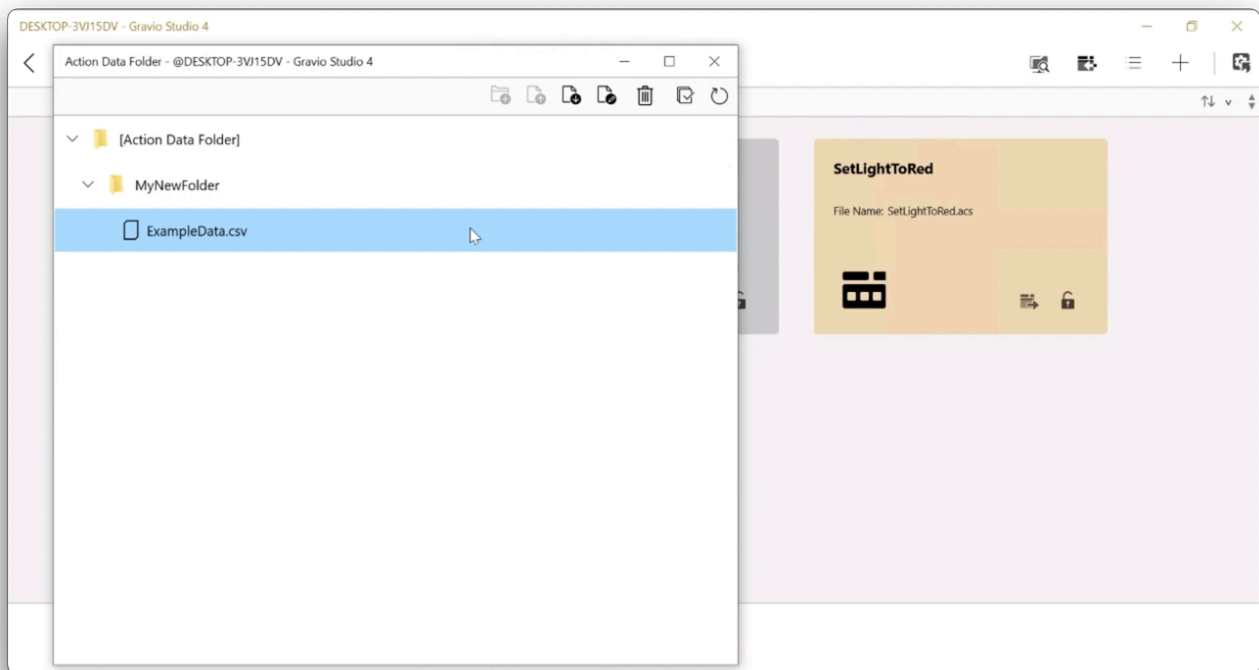 DESKTOP-3VJ15DV - Gravio Studio 4
Action Data Folder - @DESKTOP-3VJ15DV - Gravio Studio 4
[Action Data Folder]
MyNewFolder
ExampleData.csv
SetLightToRed
File Name: SetLightToRed.acs